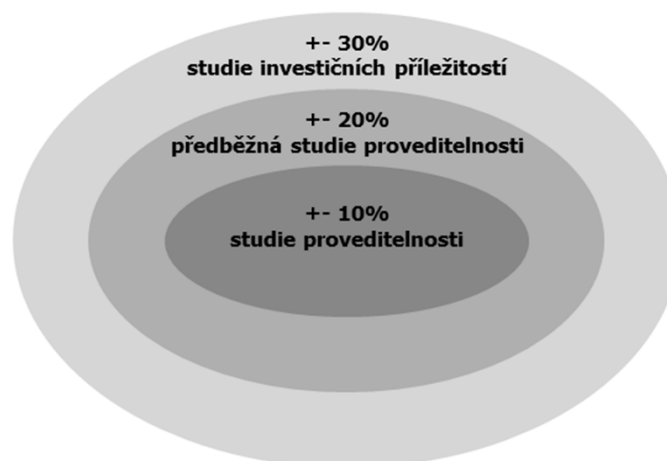 +- 30%
studie investičních příležitostí
+- 20%
předběžná studie proveditelnosti
+- 10%
studie proveditelnosti